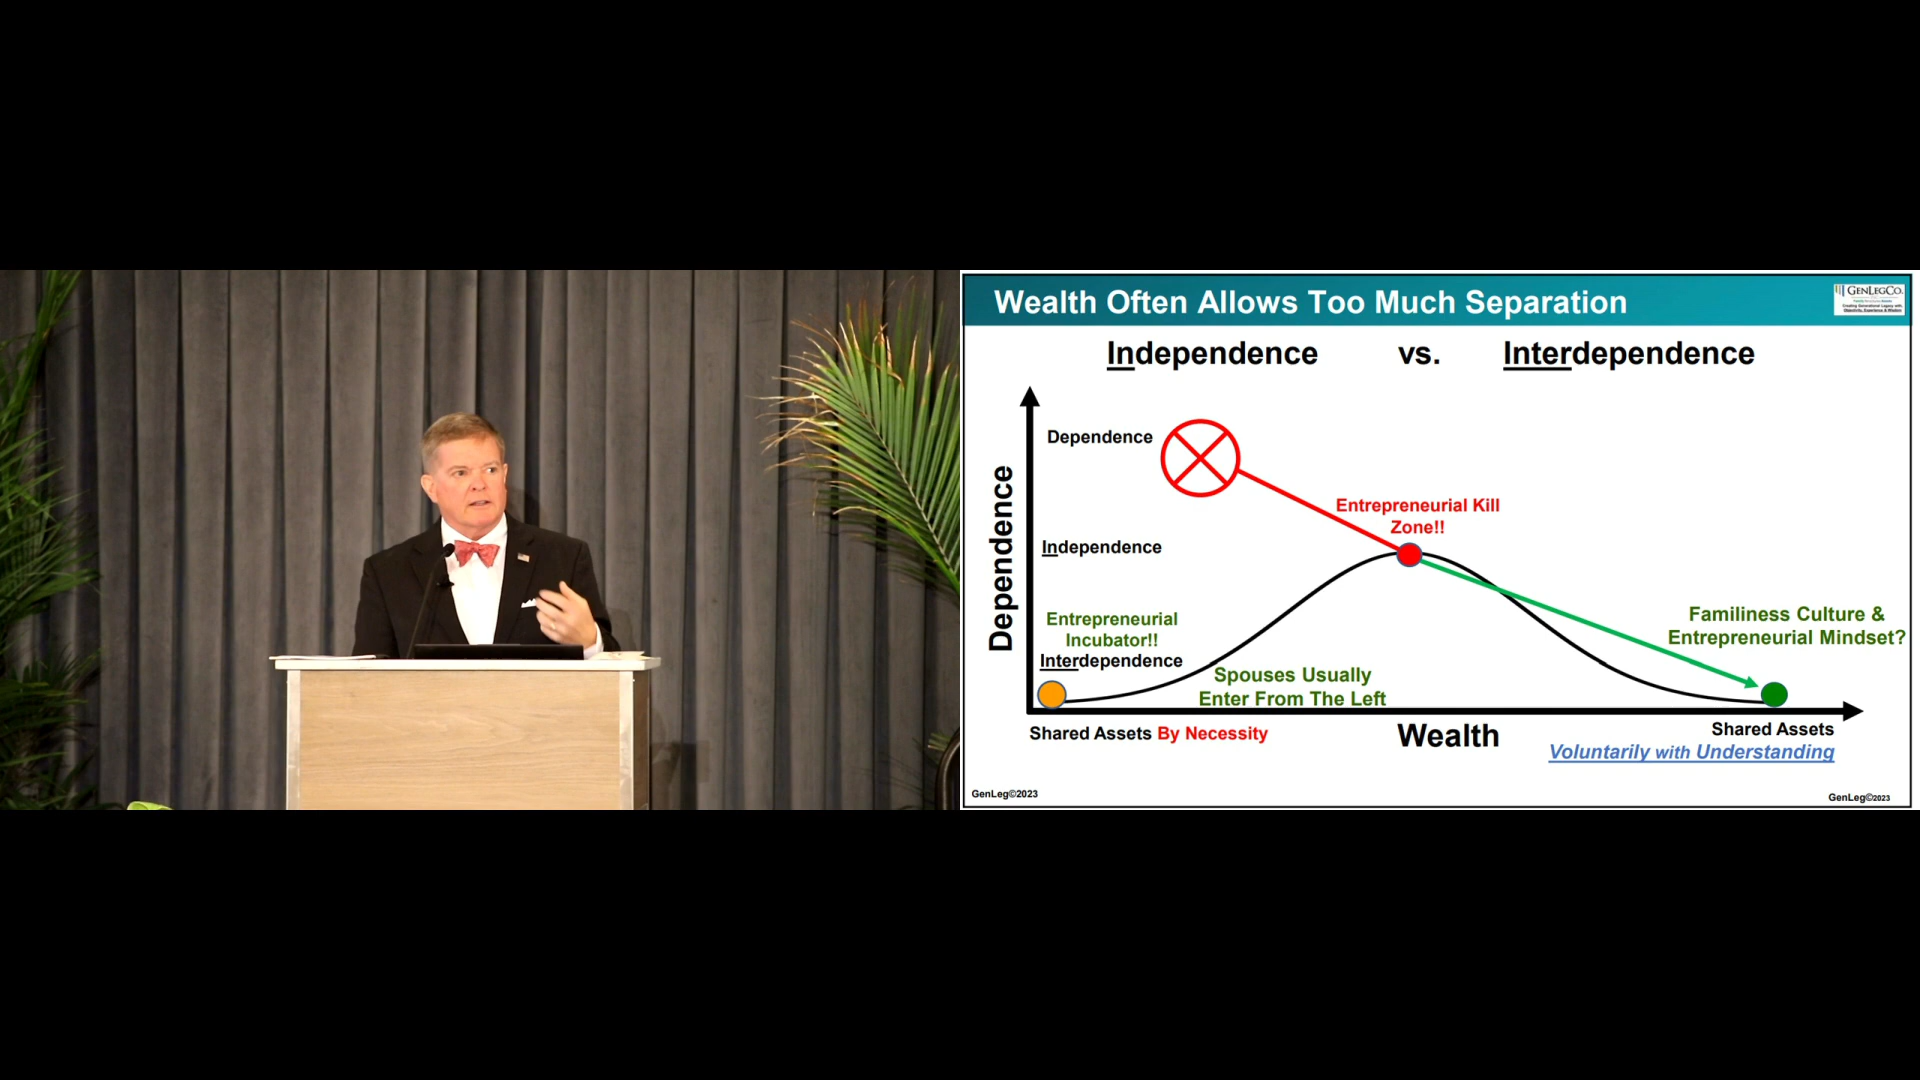 Wealth Often Allows Too Much Separation
GENLEGCO.
Independence vs. Interdependence
Dependence
Dependence
Entrepreneurial Kill
Zone!!
Independence
Entrepreneurial
Incubator!!
Interdependence
Spouses Usually
Enter From The Left
Familiness Culture &
Entrepreneurial Mindset?
Shared Assets By Necessity
Wealth
Shared Assets
Voluntarily with Understanding
GenLeg©2023
GenLeg©2023